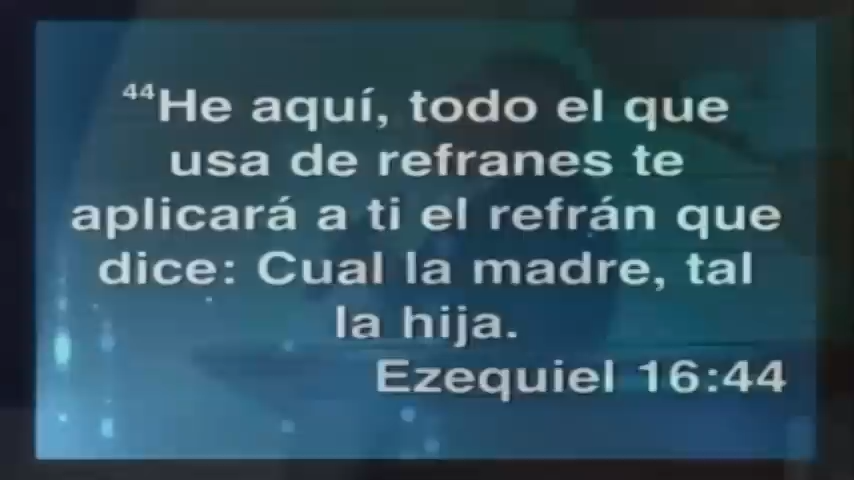 44He aquí, todo el que
usa de refranes te
aplicará a ti el refrán que
dice: Cual la madre, tal
la hija.
Ezequiel 16:44